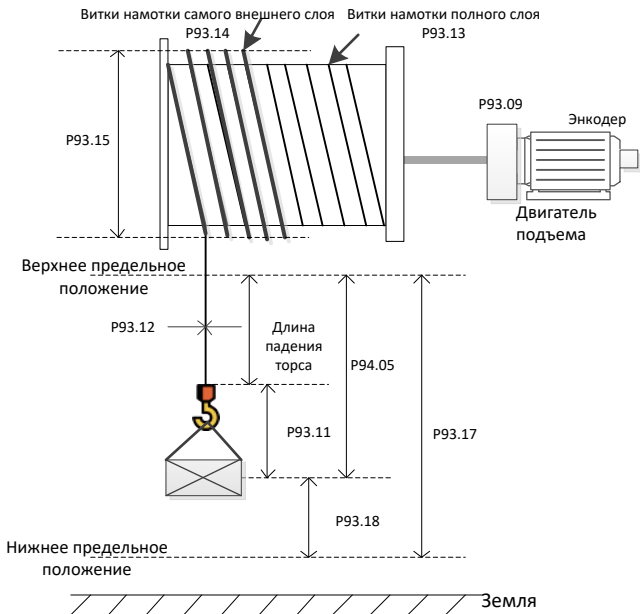 Витки намотки самого внешнего слоя
P93.14
Витки намотки полного слоя
P93.13
P93.15
P93.09
Энкодер
Двигатель
подъема
Верхнее предельное
положение
P93.12
Длина
падения
торса
P94.05
P93.11
P93.17
P93.18
Нижнее предельное
положение
Земля